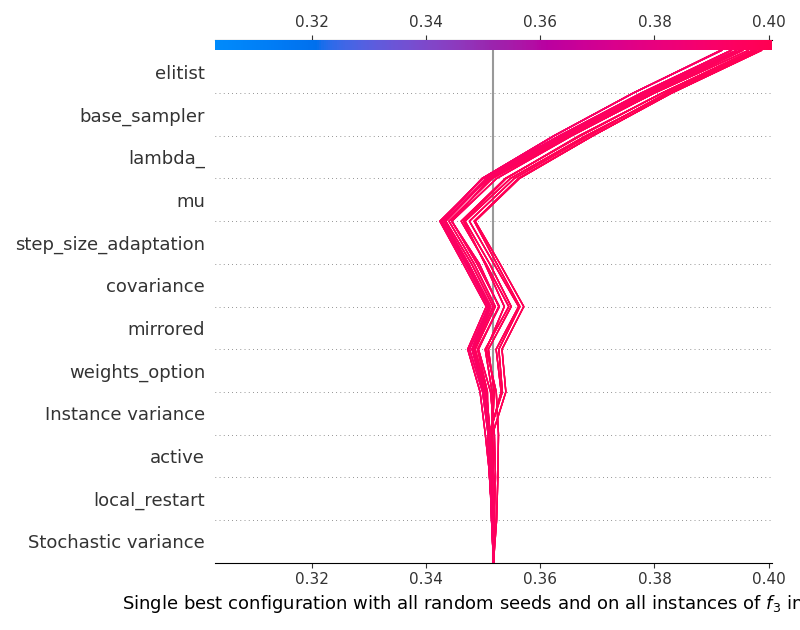 0.32 0.34 0.36 0.38 0.40
elitist
base_sampler
lambda_
mu
step_size_adaptation
covariance
mirrored
weights_option
Instance variance
active
local_restart
Stochastic variance
0.32 0.34 0.36 0.38 0.40
Single best configuration with all random seeds and on all instances of f₃ in